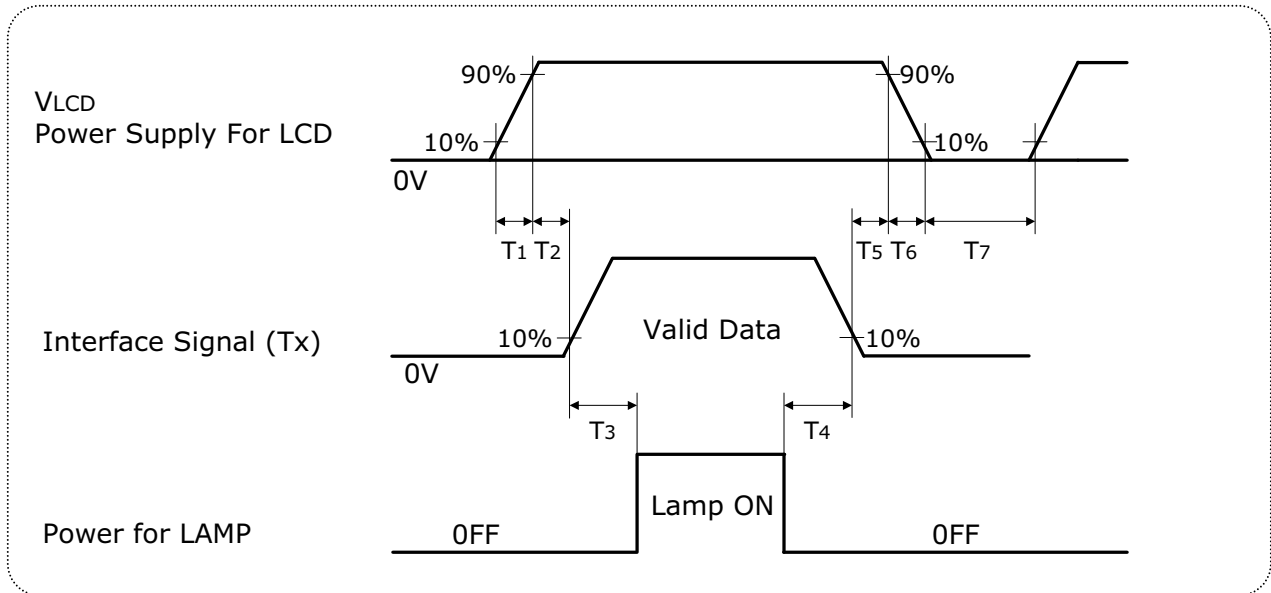 90%
90%
VLCD
Power Supply For LCD
10%
10%
0V
T1 T2
T5 T6
T7
Interface Signal (Tx)
10%
Valid Data
10%
0V
T3
T4
Lamp ON
Power for LAMP
0FF
0FF